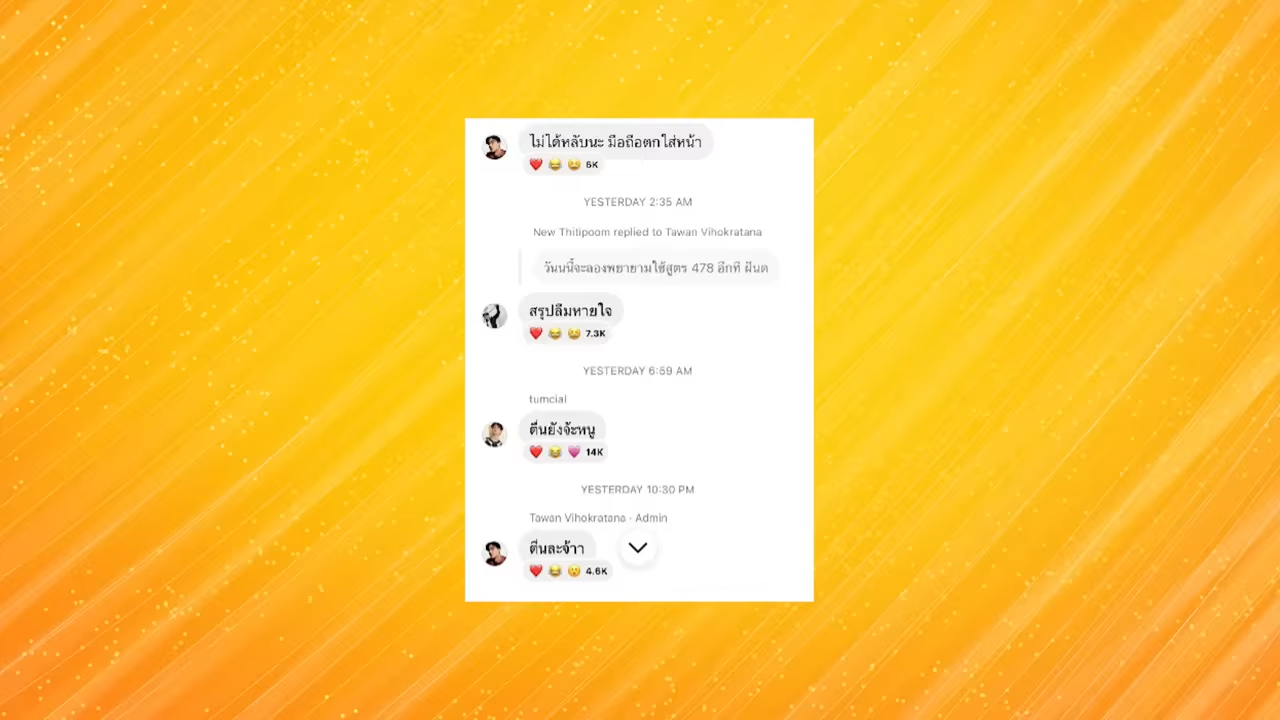 ไม่ได้หลับนะ มือถือตกใส่หน้า
❤️ 😂 😆 6K
YESTERDAY 2:35 AM
New Thitipoom replied to Tawan Vihokratana
วันนนี้จะลองพยายามใช้สูตร 478 อีกที ฝันด
สรุปลืมหายใจ
❤️ 😂 😆 7.3K
YESTERDAY 6:59 AM
tumcial
ตื่นยังจ้ะหนู
❤️ 😂 💗 14K
YESTERDAY 10:30 PM
Tawan Vihokratana · Admin
ตื่นละจ้าา
❤️ 😂 😮 4.6K